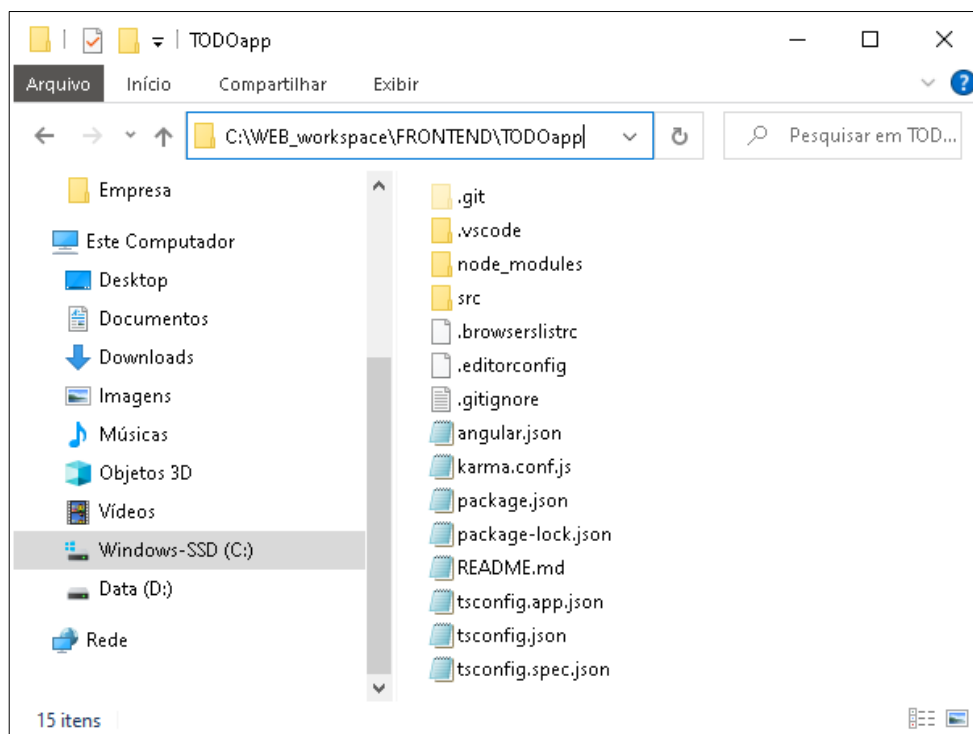 TODOapp
Arquivo Início Compartilhar Exibir
C:\WEB_workspace\FRONTEND\TODOapp Pesquisar em TOD...
Empresa
Este Computador
Desktop
Documentos
Downloads
Imagens
Músicas
Objetos 3D
Vídeos
Windows-SSD (C:)
Data (D:)
Rede
.git
.vscode
node_modules
src
.browserslistrc
.editorconfig
.gitignore
angular.json
karma.conf.js
package.json
package-lock.json
README.md
tsconfig.app.json
tsconfig.json
tsconfig.spec.json
15 itens